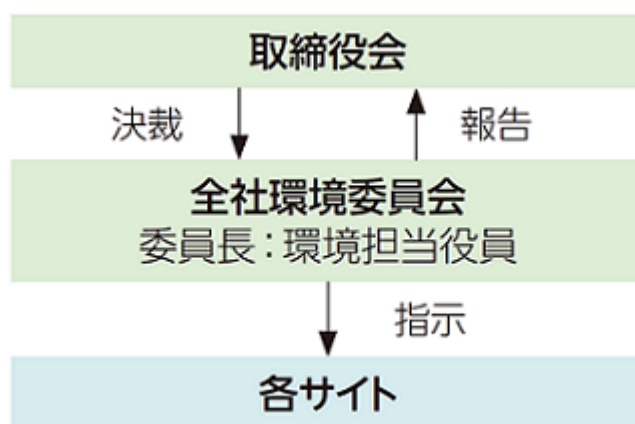 取締役会
決裁
報告
全社環境委員会
委員長：環境担当役員
指示
各サイト